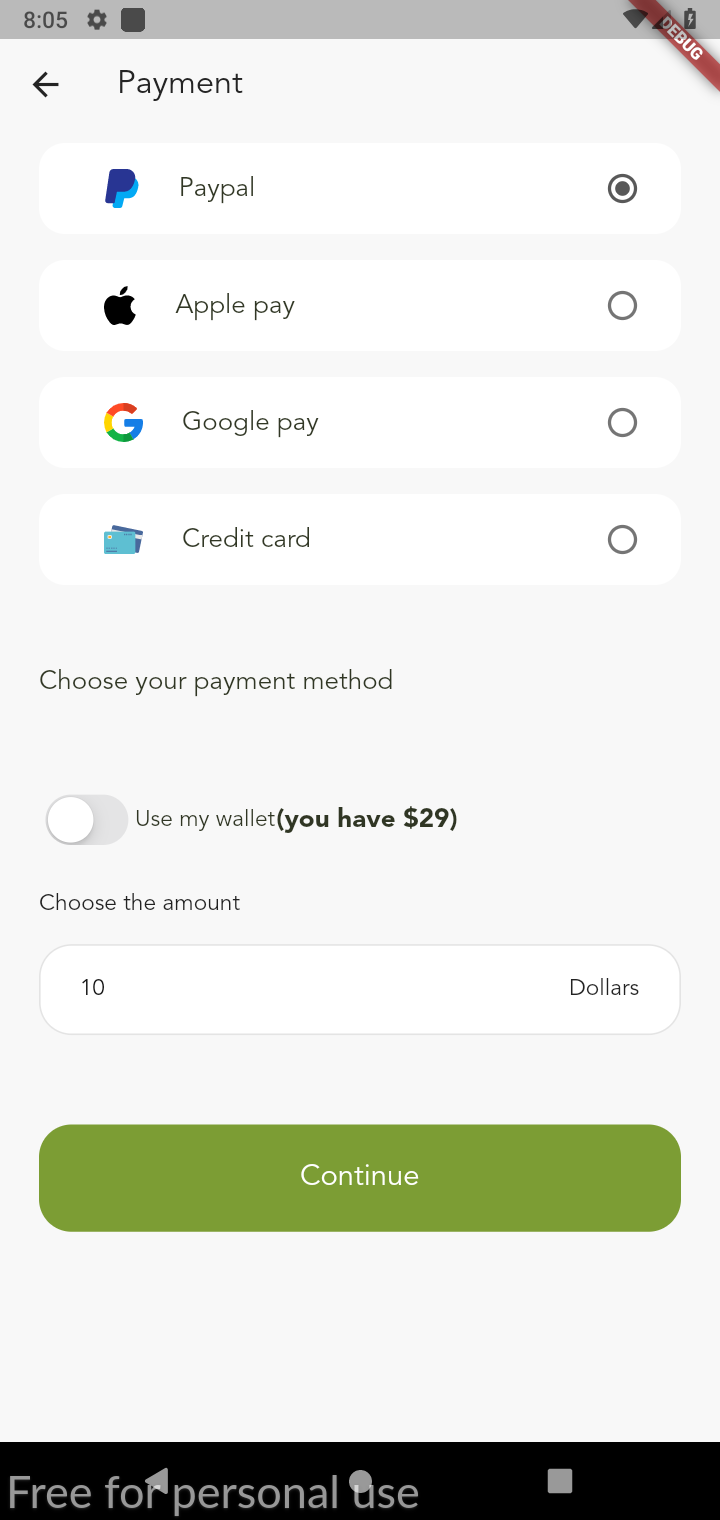 8:05
DEBUG
Payment
Paypal
Apple pay
Google pay
Credit card
Choose your payment method
Use my wallet(you have $29)
Choose the amount
10 Dollars
Continue
Free for personal use